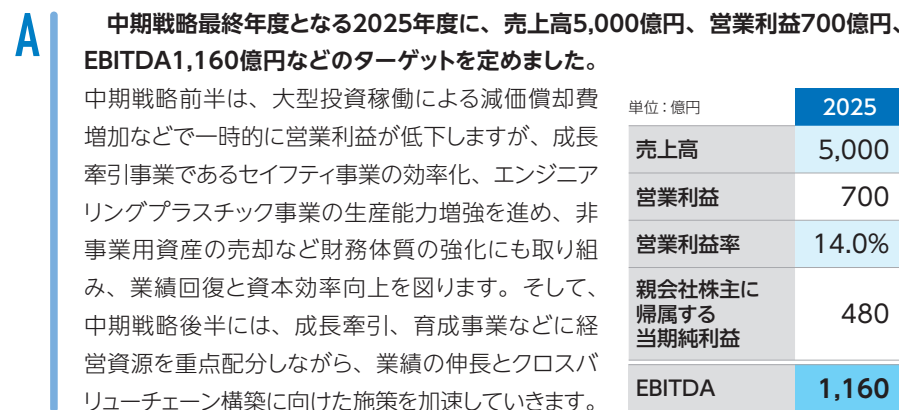 A
中期戦略最終年度となる2025年度に、売上高5,000億円、営業利益700億円、
EBITDA1,160億円などのターゲットを定めました。
中期戦略前半は、大型投資稼働による減価償却費
増加などで一時的に営業利益が低下しますが、成長
牽引事業であるセイフティ事業の効率化、エンジニア
リングプラスチック事業の生産能力増強を進め、非
事業用資産の売却など財務体質の強化にも取り組
み、業績回復と資本効率向上を図ります。そして、
中期戦略後半には、成長牽引、育成事業などに経
営資源を重点配分しながら、業績の伸長とクロスバ
リューチェーン構築に向けた施策を加速していきます。
単位：億円 2025
売上高 5,000
営業利益 700
営業利益率 14.0%
親会社株主に
帰属する 480
当期純利益
EBITDA 1,160